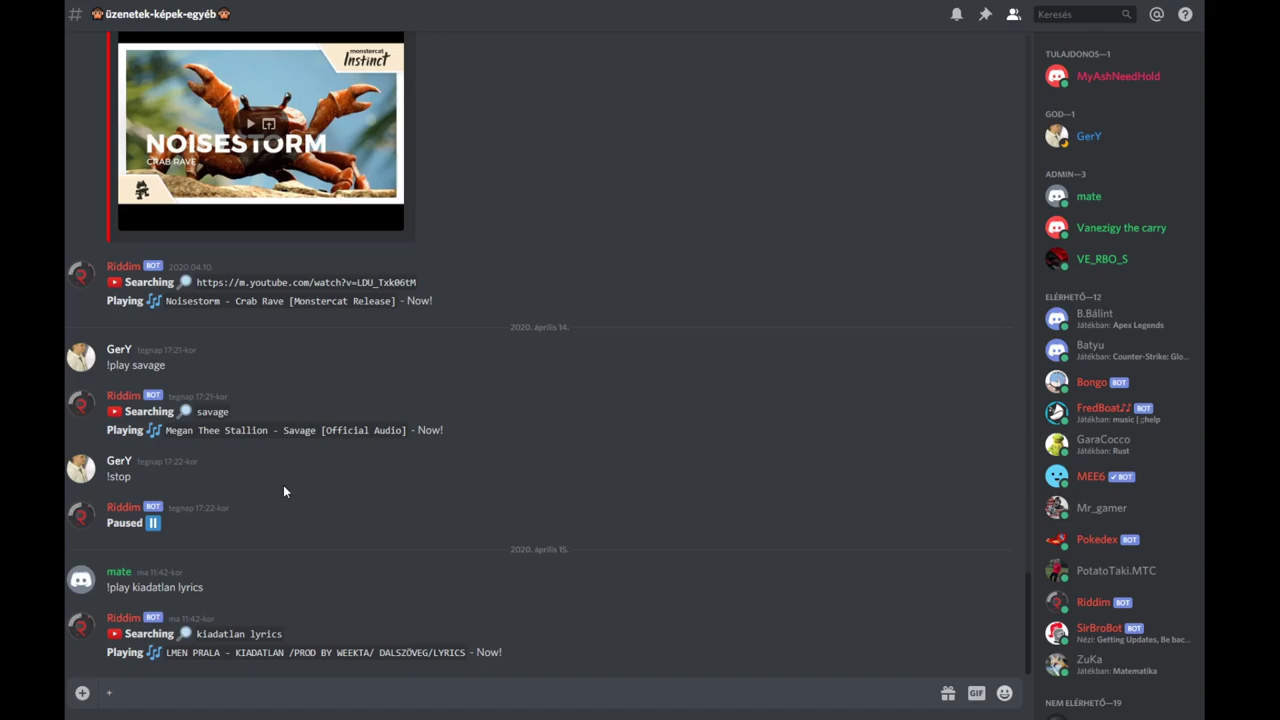 # 🙊üzenetek-képek-egyéb🙊
Keresés
monstercat
Instinct
NOISESTORM
CRAB RAVE
Riddim BOT 2020.04.10.
Searching 🔎 https://m.youtube.com/watch?v=LDU_Txk06tM
Playing 🎶 Noisestorm - Crab Rave [Monstercat Release] - Now!
2020. április 14.
GerY tegnap 17:21-kor
!play savage
Riddim BOT tegnap 17:21-kor
Searching 🔎 savage
Playing 🎶 Megan Thee Stallion - Savage [Official Audio] - Now!
GerY tegnap 17:22-kor
!stop
Riddim BOT tegnap 17:22-kor
Paused ⏸
2020. április 15.
mate ma 11:42-kor
!play kiadatlan lyrics
Riddim BOT ma 11:42-kor
Searching 🔎 kiadatlan lyrics
Playing 🎶 LMEN PRALA - KIADATLAN /PROD BY WEEKTA/ DALSZÖVEG/LYRICS - Now!
+
GIF
TULAJDONOS—1
MyAshNeedHold
GOD—1
GerY
ADMIN—3
mate
Vanezigy the carry
VE_RBO_S
ELÉRHETŐ—12
B.Bálint
Játékban: Apex Legends
Batyu
Játékban: Counter-Strike: Glo...
Bongo BOT
FredBoat♪♪ BOT
Játékban: music | ;;help
GaraCocco
Játékban: Rust
MEE6 ✓BOT
Mr_gamer
Pokedex BOT
PotatoTaki.MTC
Riddim BOT
SirBroBot BOT
Nézi: Getting Updates, Be bac...
ZuKa
Játékban: Matematika
NEM ELÉRHETŐ—19